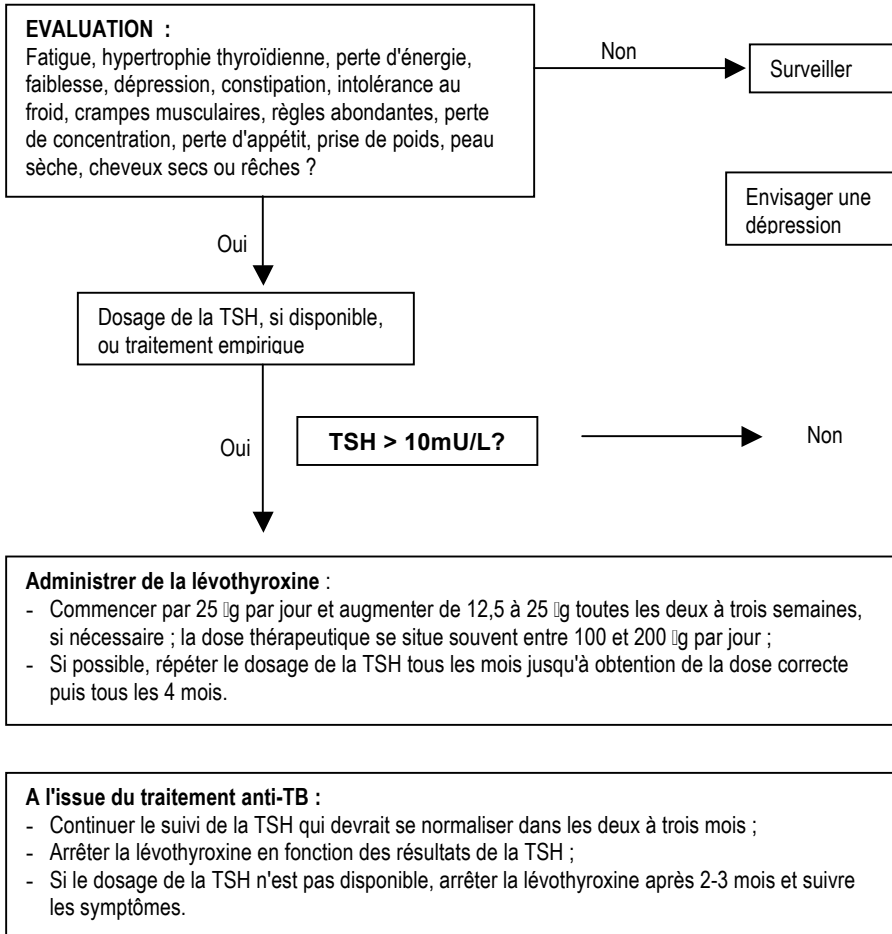 EVALUATION :
Fatigue, hypertrophie thyroïdienne, perte d'énergie,
faiblesse, dépression, constipation, intolérance au
froid, crampes musculaires, règles abondantes, perte
de concentration, perte d'appétit, prise de poids, peau
sèche, cheveux secs ou rêches ?
Non
Surveiller
Envisager une
dépression
Oui
Dosage de la TSH, si disponible,
ou traitement empirique
Oui
TSH > 10mU/L?
Non
Administrer de la lévothyroxine :
- Commencer par 25 g par jour et augmenter de 12,5 à 25 g toutes les deux à trois semaines,
si nécessaire ; la dose thérapeutique se situe souvent entre 100 et 200 g par jour ;
- Si possible, répéter le dosage de la TSH tous les mois jusqu'à obtention de la dose correcte
puis tous les 4 mois.
A l'issue du traitement anti-TB :
- Continuer le suivi de la TSH qui devrait se normaliser dans les deux à trois mois ;
- Arrêter la lévothyroxine en fonction des résultats de la TSH ;
- Si le dosage de la TSH n'est pas disponible, arrêter la lévothyroxine après 2-3 mois et suivre
les symptômes.